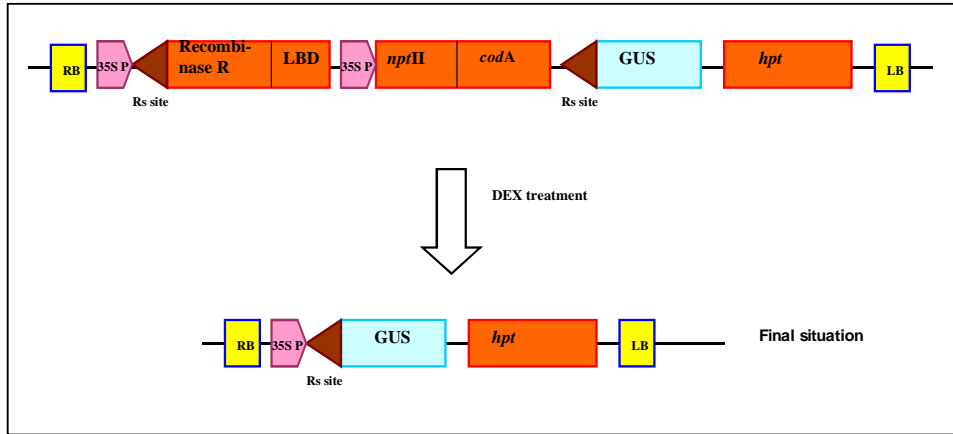 RB
35S P
Recombi-
nase R
LBD
35S P
nptII
codA
GUS
hpt
LB
Rs site
Rs site
DEX treatment
RB
35S P
GUS
hpt
LB
Final situation
Rs site